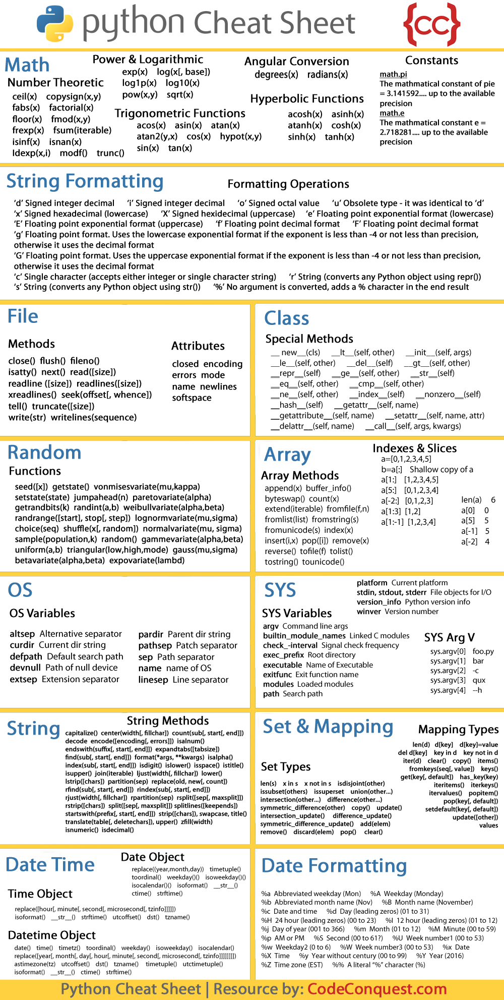 python Cheat Sheet
{cc}
Math
Number Theoretic
ceil(x) copysign(x,y)
fabs(x) factorial(x)
floor(x) fmod(x,y)
frexp(x) fsum(iterable)
isinf(x) isnan(x)
ldexp(x,i) modf() trunc()
Power & Logarithmic
exp(x) log(x[, base])
log1p(x) log10(x)
pow(x,y) sqrt(x)
Trigonometric Functions
acos(x) asin(x) atan(x)
atan2(y,x) cos(x) hypot(x,y)
sin(x) tan(x)
Angular Conversion
degrees(x) radians(x)
Hyperbolic Functions
acosh(x) asinh(x)
atanh(x) cosh(x)
sinh(x) tanh(x)
Constants
math.pi
The mathmatical constant of pie
= 3.141592.... up to the available
precision
math.e
The mathmatical constant e =
2.718281.... up to the available
precision
String Formatting
Formatting Operations
‘d’ Signed integer decimal ‘i’ Signed integer decimal ‘o’ Signed octal value ‘u’ Obsolete type - it was identical to ‘d’
‘x’ Signed hexadecimal (lowercase) ‘X’ Signed hexidecimal (uppercase) ‘e’ Floating point exponential format (lowercase)
‘E’ Floating point exponential format (uppercase) ‘f’ Floating point decimal format ‘F’ Floating point decimal format
‘g’ Floating point format. Uses the lowercase exponential format if the exponent is less than -4 or not less than precision,
otherwise it uses the decimal format
‘G’ Floating point format. Uses the uppercase exponential format if the exponent is less than -4 or not less than precision,
otherwise it uses the decimal format
‘c’ Single character (accepts either integer or single character string) ‘r’ String (converts any Python object using repr())
‘s’ String (converts any Python object using str()) ‘%’ No argument is converted, adds a % character in the end result
File
Methods
close() flush() fileno()
isatty() next() read([size])
readline ([size]) readlines([size])
xreadlines() seek(offset[, whence])
tell() truncate([size])
write(str) writelines(sequence)
Attributes
closed encoding
errors mode
name newlines
softspace
Class
Special Methods
__ new__(cls) __lt__(self, other) __init__(self, args)
__le__(self, other) __del__(self) __gt__(self, other)
__repr__(self) __ge__(self, other) __str__(self)
__eq__(self, other) __cmp__(self, other)
__ne__(self, other) __index__(self) __nonzero__(self)
__hash__(self) __getattr__(self, name)
__getattribute__(self, name) __setattr__(self, name, attr)
__delattr__(self, name) __call__(self, args, kwargs)
Random
Functions
seed([x]) getstate() vonmisesvariate(mu,kappa)
setstate(state) jumpahead(n) paretovariate(alpha)
getrandbits(k) randint(a,b) weibullvariate(alpha,beta)
randrange([start], stop[, step]) lognormvariate(mu,sigma)
choice(seq) shuffle(x[, random]) normalvariate(mu, sigma)
sample(population,k) random() gammevariate(alpha,beta)
uniform(a,b) triangular(low,high,mode) gauss(mu,sigma)
betavariate(alpha,beta) expovariate(lambd)
Array
Array Methods
append(x) buffer_info()
byteswap() count(x)
extend(iterable) fromfile(f,n)
fromlist(list) fromstring(s)
fromunicode(s) index(x)
insert(i,x) pop([i]) remove(x)
reverse() tofile(f) tolist()
tostring() tounicode()
Indexes & Slices
a=[0,1,2,3,4,5]
b=a[:] Shallow copy of a
a[1:] [1,2,3,4,5]
a[5:] [0,1,2,3,4]
a[-2:] [0,1,2,3]
a[1:3] [1,2]
a[1:-1] [1,2,3,4]
len(a) 6
a[0] 0
a[5] 5
a[-1] 5
a[-2] 4
OS
OS Variables
altsep Alternative separator
curdir Current dir string
defpath Default search path
devnull Path of null device
extsep Extension separator
pardir Parent dir string
pathsep Patch separator
sep Path separator
name name of OS
linesep Line separator
SYS
SYS Variables
argv Command line args
builtin_module_names Linked C modules
check_-interval Signal check frequency
exec_prefix Root directory
executable Name of Executable
exitfunc Exit function name
modules Loaded modules
path Search path
platform Current platform
stdin, stdout, stderr File objects for I/O
version_info Python version info
winver Version number
SYS Arg V
sys.argv[0] foo.py
sys.argv[1] bar
sys.argv[2] -c
sys.argv[3] qux
sys.argv[4] --h
String
String Methods
capitalize() center(width[, fillchar]) count(sub[, start[, end]])
decode encode([encoding[, errors]]) isalnum()
endswith(suffix[, start[, end]]) expandtabs([tabsize])
find(sub[, start[, end]]) format(*args, **kwargs) isalpha()
index(sub[, start[, end]]) isdigit() islower() isspace() istitle()
isupper() join(iterable) ljust(width[, fillchar]) lower()
lstrip([chars]) partition(sep) replace(old, new[, count])
rfind(sub[, start[, end]]) rindex(sub[, start[, end]])
rjust(width[, fillchar]) rpartition(sep) rsplit([sep[, maxsplit]])
rstrip([chars]) split([sep[, maxsplit]]) splitlines([keepends])
startswith(prefix[, start[, end]]) strip([chars]), swapcase, title()
translate(table[, deletechars]), upper() zfill(width)
isnumeric() isdecimal()
Set & Mapping
Set Types
len(s) x in s x not in s isdisjoint(other)
issubset(others) issuperset union(other...)
intersection(other...) difference(other...)
symmetric_difference(other) copy() update()
intersection_update() difference_update()
symmetric_difference_update() add(elem)
remove() discard(elem) pop() clear()
Mapping Types
len(d) d[key] d[key]=value
del d[key] key in d key not in d
iter(d) clear() copy() items()
fromkeys(seq[, value]) keys()
get(key[, default]) has_key(key)
iteritems() iterkeys()
itervalues() popitem()
pop(key[, default])
setdefault(key[, default])
update([other])
values
Date Time
Date Object
replace((year,month,day)) timetuple()
toordinal() weekday()() isoweekday()()
isocalendar()() isoformat() __str__()
ctime() strftime()
Time Object
replace([hour[, minute[, second[, microsecond[, tzinfo]]]]])
isoformat() __str__() strftime() utcoffset() dst() tzname()
Datetime Object
date() time() timetz() toordinal() weekday() isoweekday() isocalendar()
replace([year[, month[, day[, hour[, minute[, second[, microsecond[, tzinfo]]]]]]]])
astimezone(tz) utcoffset() dst() tzname() timetuple() utctimetuple()
isoformat() __str__() ctime() strftime()
Date Formatting
%a Abbreviated weekday (Mon) %A Weekday (Monday)
%b Abbreviated month name (Nov) %B Month name (November)
%c Date and time %d Day (leading zeros) (01 to 31)
%H 24 hour (leading zeros) (00 to 23) %I 12 hour (leading zeros) (01 to 12)
%j Day of year (001 to 366) %m Month (01 to 12) %M Minute (00 to 59)
%p AM or PM %S Second (00 to 61?) %U Week number1 (00 to 53)
%w Weekday2 (0 to 6) %W Week number3 (00 to 53) %x Date
%X Time %y Year without century (00 to 99) %Y Year (2016)
%Z Time zone (EST) %% A literal “%” character (%)
Python Cheat Sheet | Resource by: CodeConquest.com